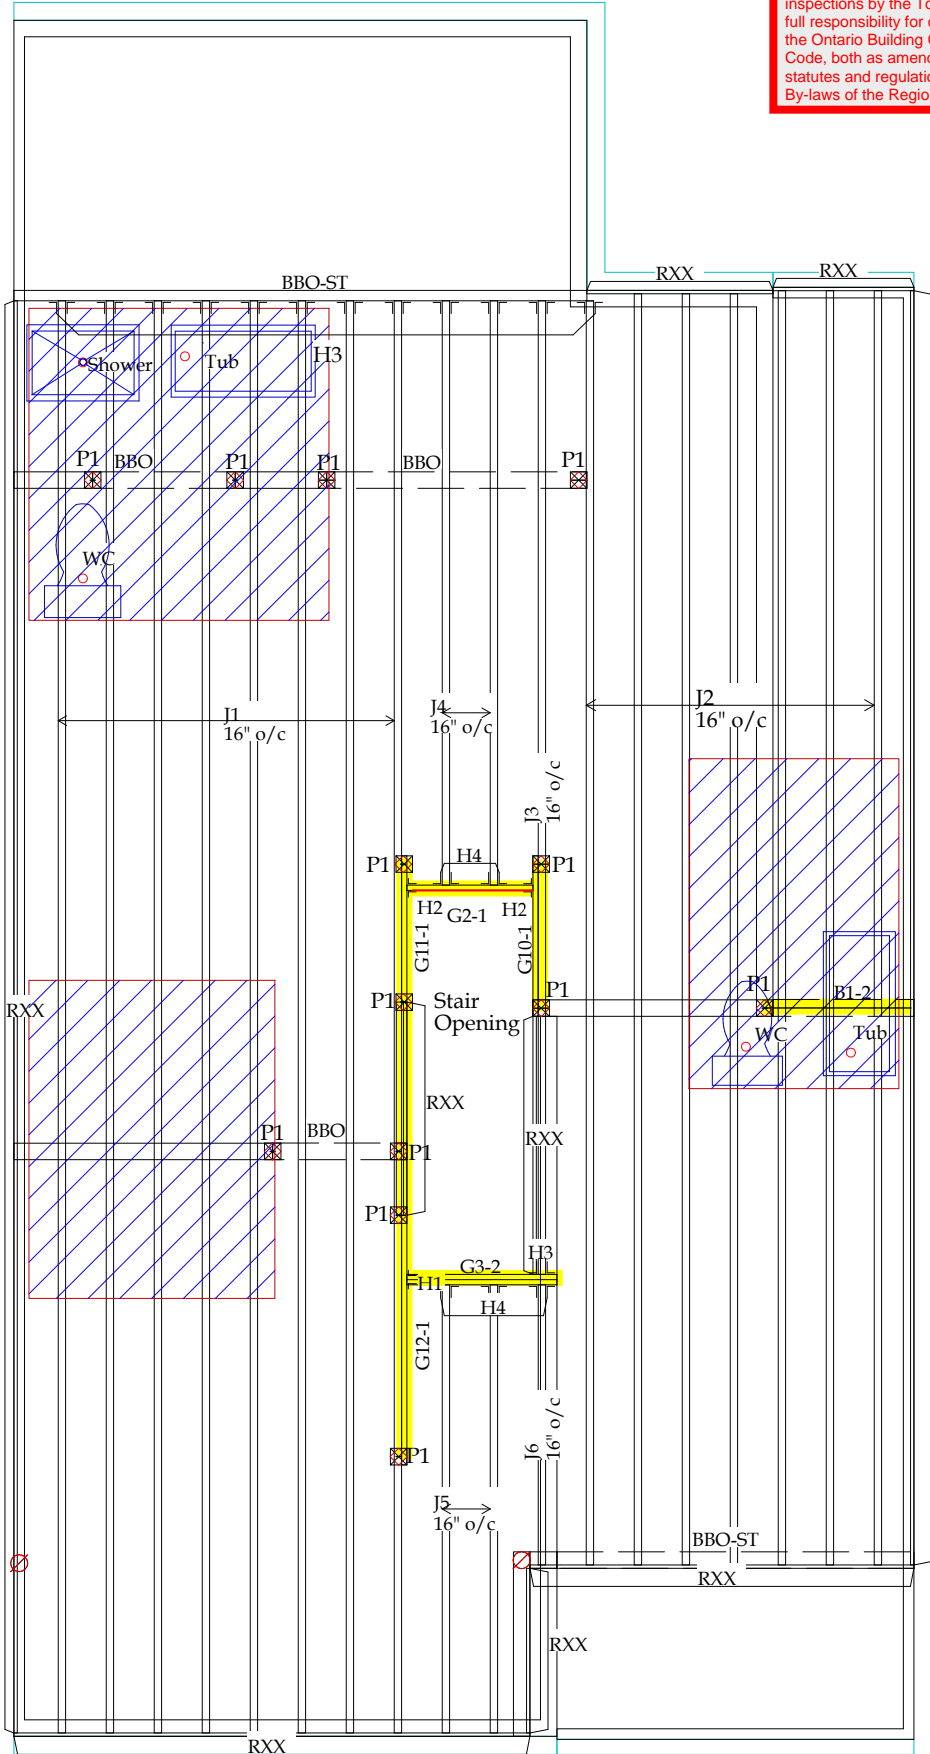 inspections by the To
full responsibility for
the Ontario Building
Code, both as amen
statutes and regulati
By-laws of the Regio
RXX
RXX
BBO-ST
Shower
Tub
H3
P1
BBO
P1
P1
BBO
P1
WC
J1
16" o/c
J4
16" o/c
J2
16" o/c
J3
16" o/c
P1
H4
P1
H2
G2-1
H2
G11-1
G10-1
P1
Stair
Opening
P1
P1
B1-2
RXX
WC
Tub
RXX
RXX
P1
BBO
P1
P1
G3-2
H3
H1
H4
G12-1
J6
16" o/c
P1
J5
16" o/c
BBO-ST
RXX
RXX
RXX